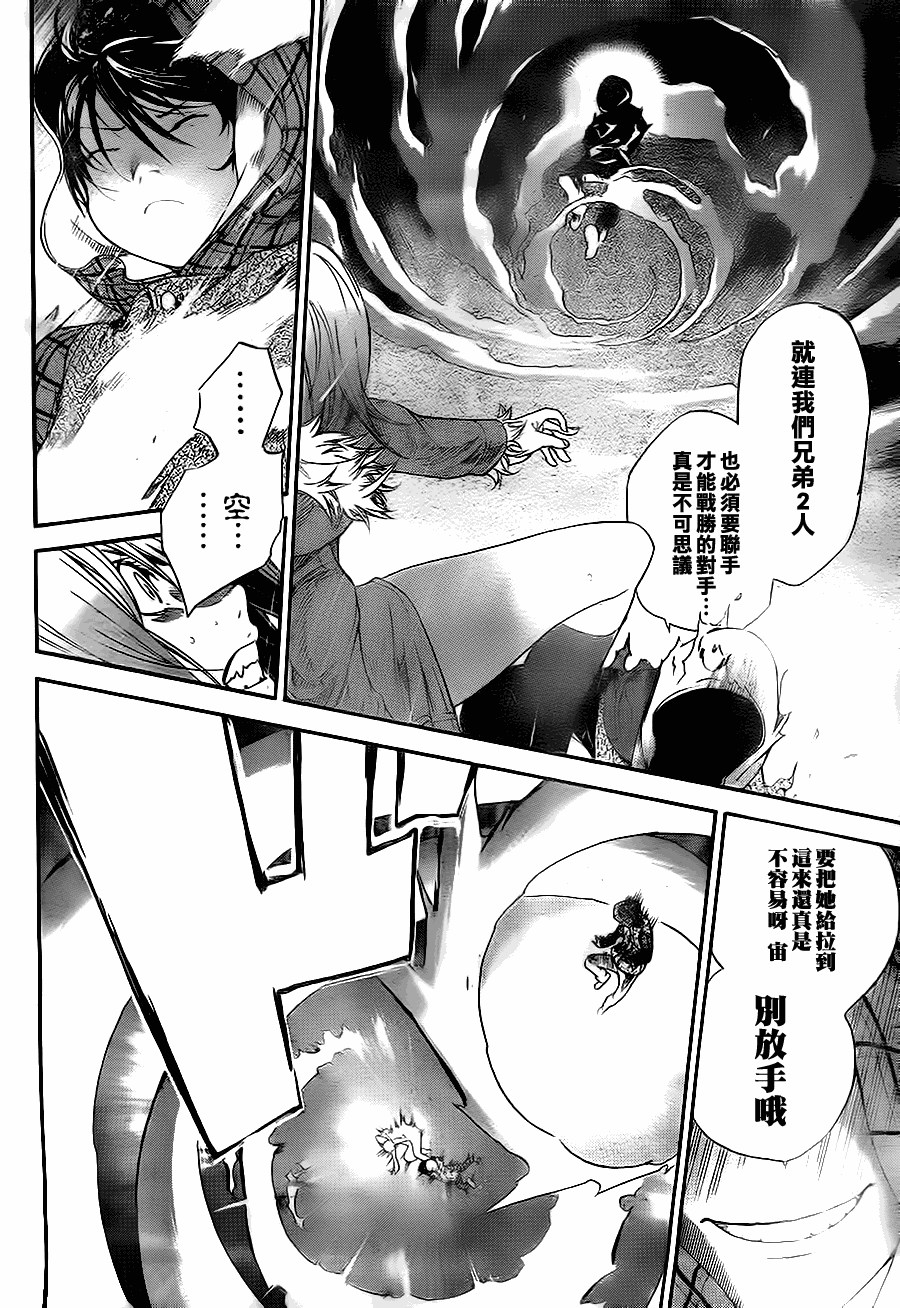 就連我們兄弟2人
也必須要聯手
才能戰勝的對手…
真是不可思議
……
空…
……
要把她給拉到
這來還真是
不容易呀 宙
別放手哦